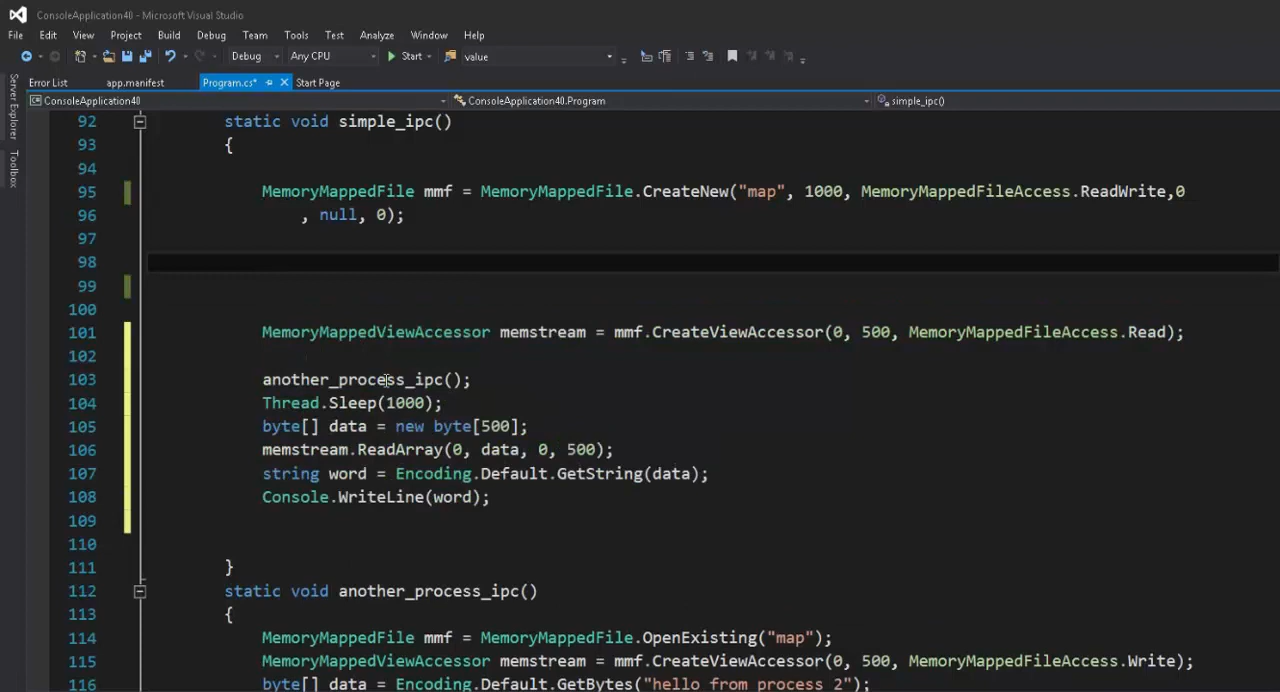 ConsoleApplication40 - Microsoft Visual Studio
File Edit View Project Build Debug Team Tools Test Analyze Window Help
Debug Any CPU Start value
Error List app.manifest Program.cs* Start Page
Server Explorer
Toolbox
ConsoleApplication40 ConsoleApplication40.Program simple_ipc()
92 static void simple_ipc()
93 {
94
95 MemoryMappedFile mmf = MemoryMappedFile.CreateNew("map", 1000, MemoryMappedFileAccess.ReadWrite,0
96 , null, 0);
97
98
99
100
101 MemoryMappedViewAccessor memstream = mmf.CreateViewAccessor(0, 500, MemoryMappedFileAccess.Read);
102
103 another_process_ipc();
104 Thread.Sleep(1000);
105 byte[] data = new byte[500];
106 memstream.ReadArray(0, data, 0, 500);
107 string word = Encoding.Default.GetString(data);
108 Console.WriteLine(word);
109
110
111 }
112 static void another_process_ipc()
113 {
114 MemoryMappedFile mmf = MemoryMappedFile.OpenExisting("map");
115 MemoryMappedViewAccessor memstream = mmf.CreateViewAccessor(0, 500, MemoryMappedFileAccess.Write);
116 byte[] data = Encoding.Default.GetBytes("hello from process 2");